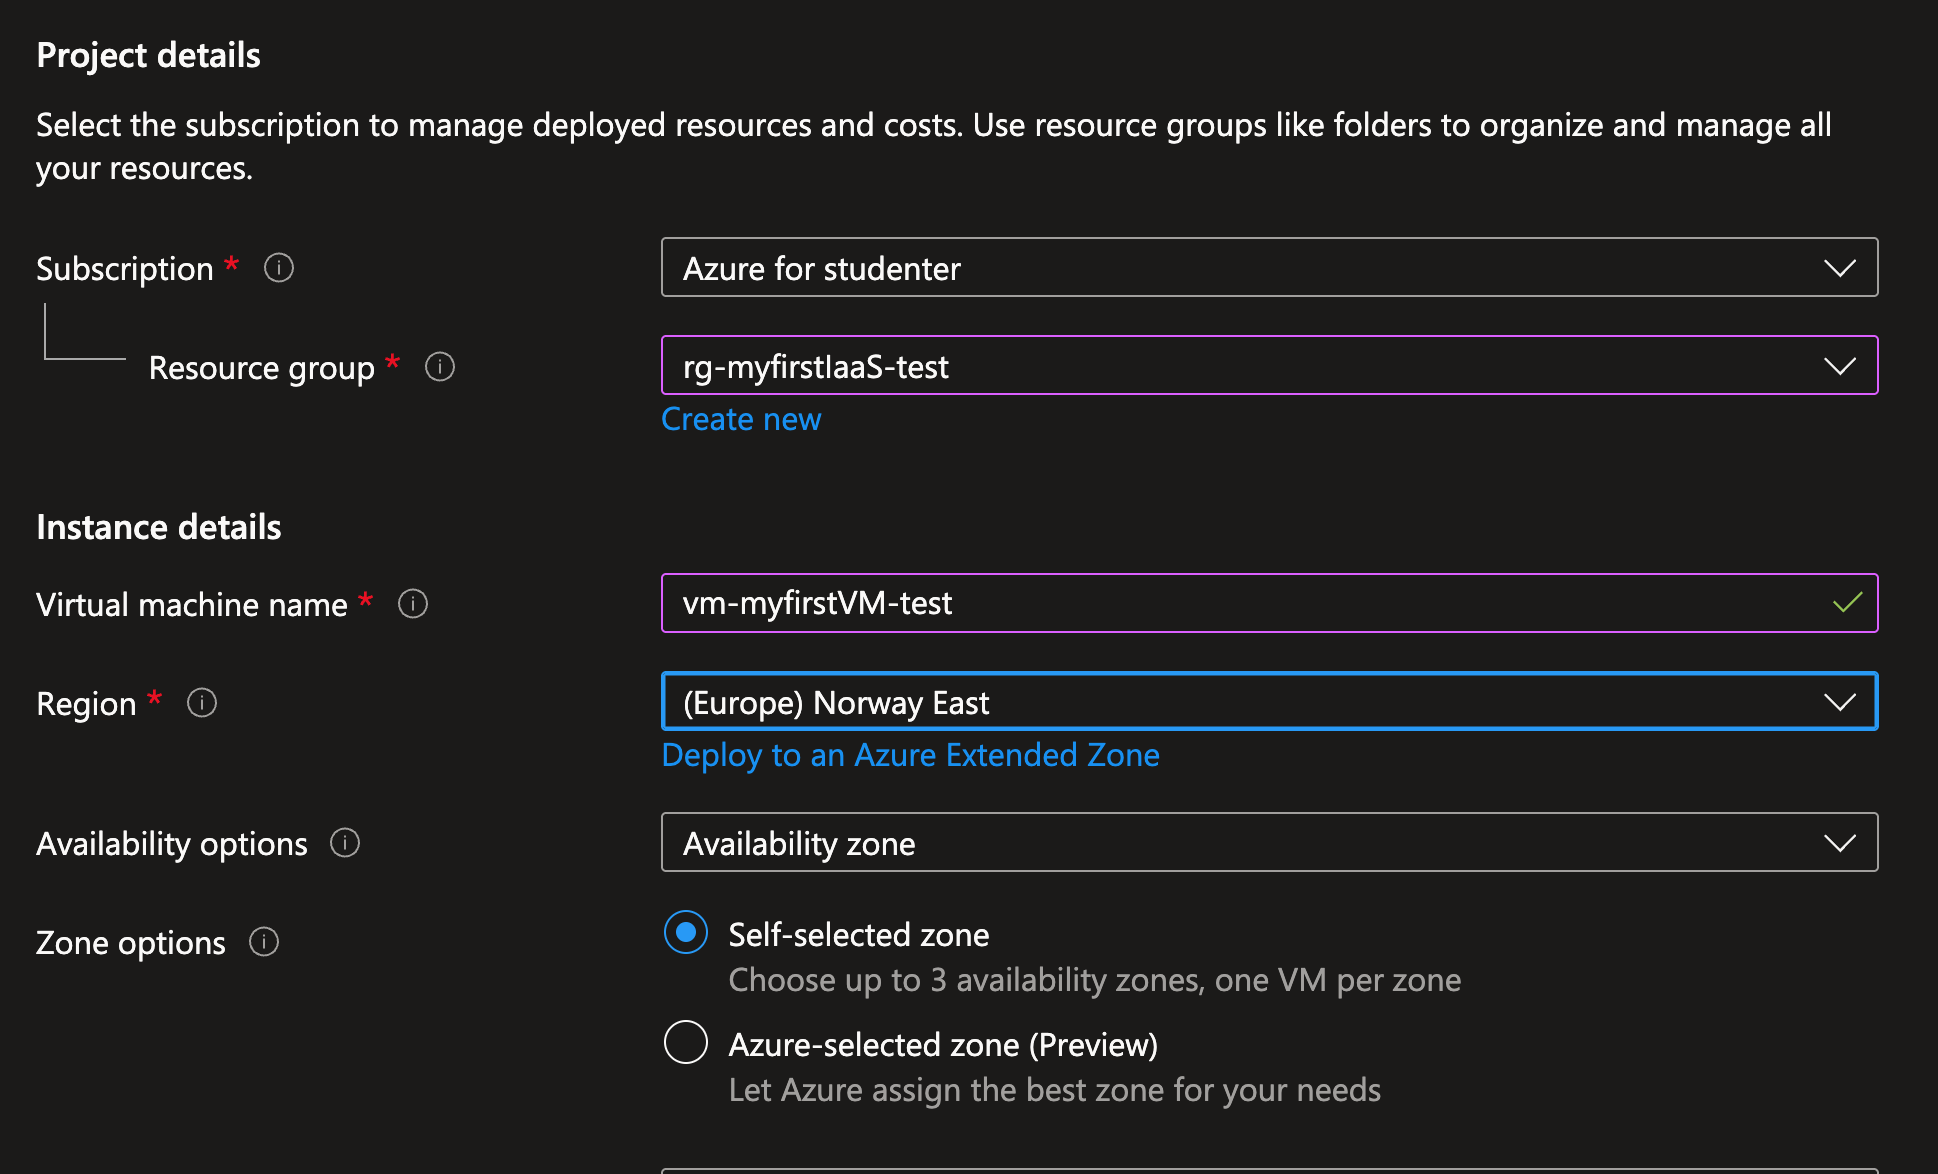 Project details
Select the subscription to manage deployed resources and costs. Use resource groups like folders to organize and manage all
your resources.
Subscription *
Azure for studenter
Resource group *
rg-myfirstIaaS-test
Create new
Instance details
Virtual machine name *
vm-myfirstVM-test
Region *
(Europe) Norway East
Deploy to an Azure Extended Zone
Availability options
Availability zone
Zone options
Self-selected zone
Choose up to 3 availability zones, one VM per zone
Azure-selected zone (Preview)
Let Azure assign the best zone for your needs